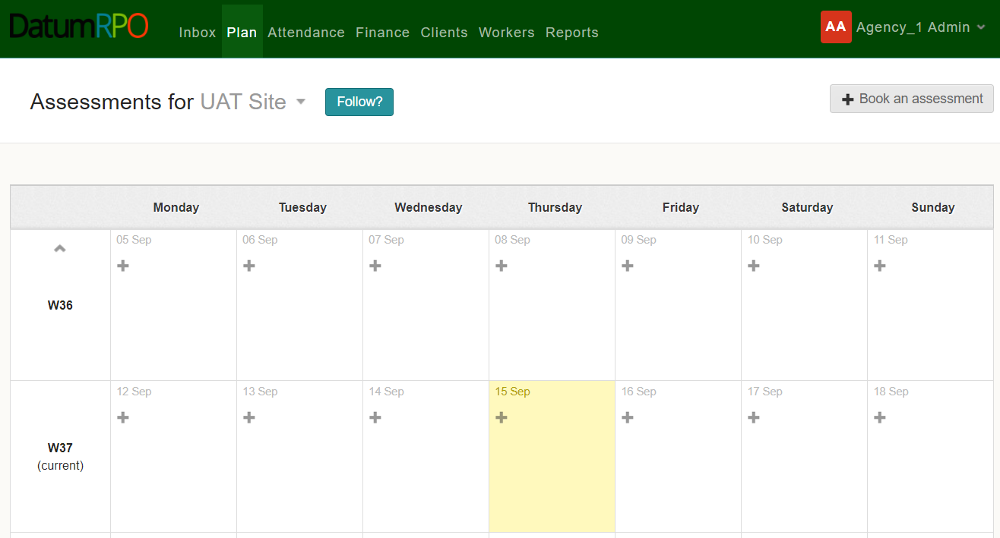 DatumRPO
Inbox Plan Attendance Finance Clients Workers Reports
AA Agency_1 Admin
Assessments for UAT Site
Follow?
Book an assessment
Monday Tuesday Wednesday Thursday Friday Saturday Sunday
05 Sep 06 Sep 07 Sep 08 Sep 09 Sep 10 Sep 11 Sep
W36
12 Sep 13 Sep 14 Sep 15 Sep 16 Sep 17 Sep 18 Sep
W37
(current)